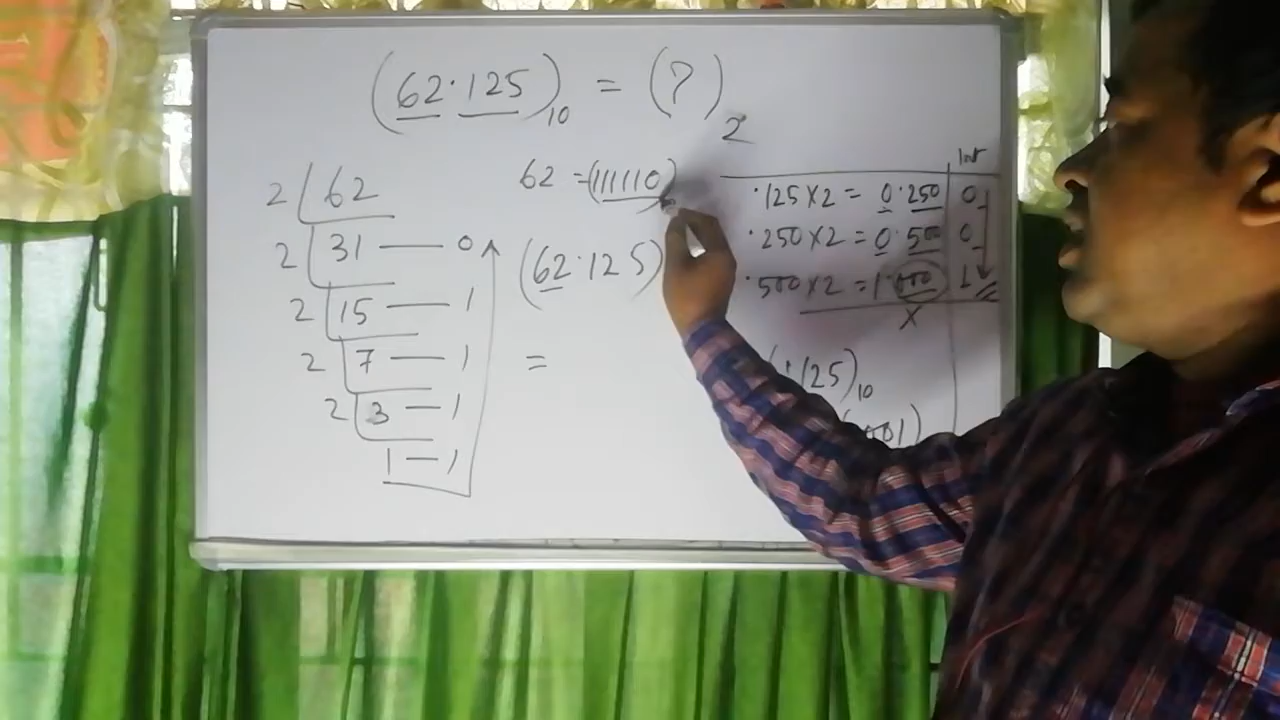 (62.125)10 = (?)2
2 62
2 31 — 0
2 15 — 1
2 7 — 1
2 3 — 1
1 — 1
62 = (111110)
(62.125)
=
Int
.125 X 2 = 0.250 0
.250 X 2 = 0.500 0
.500 X 2 = 1.000 1
X
.125)10
001)